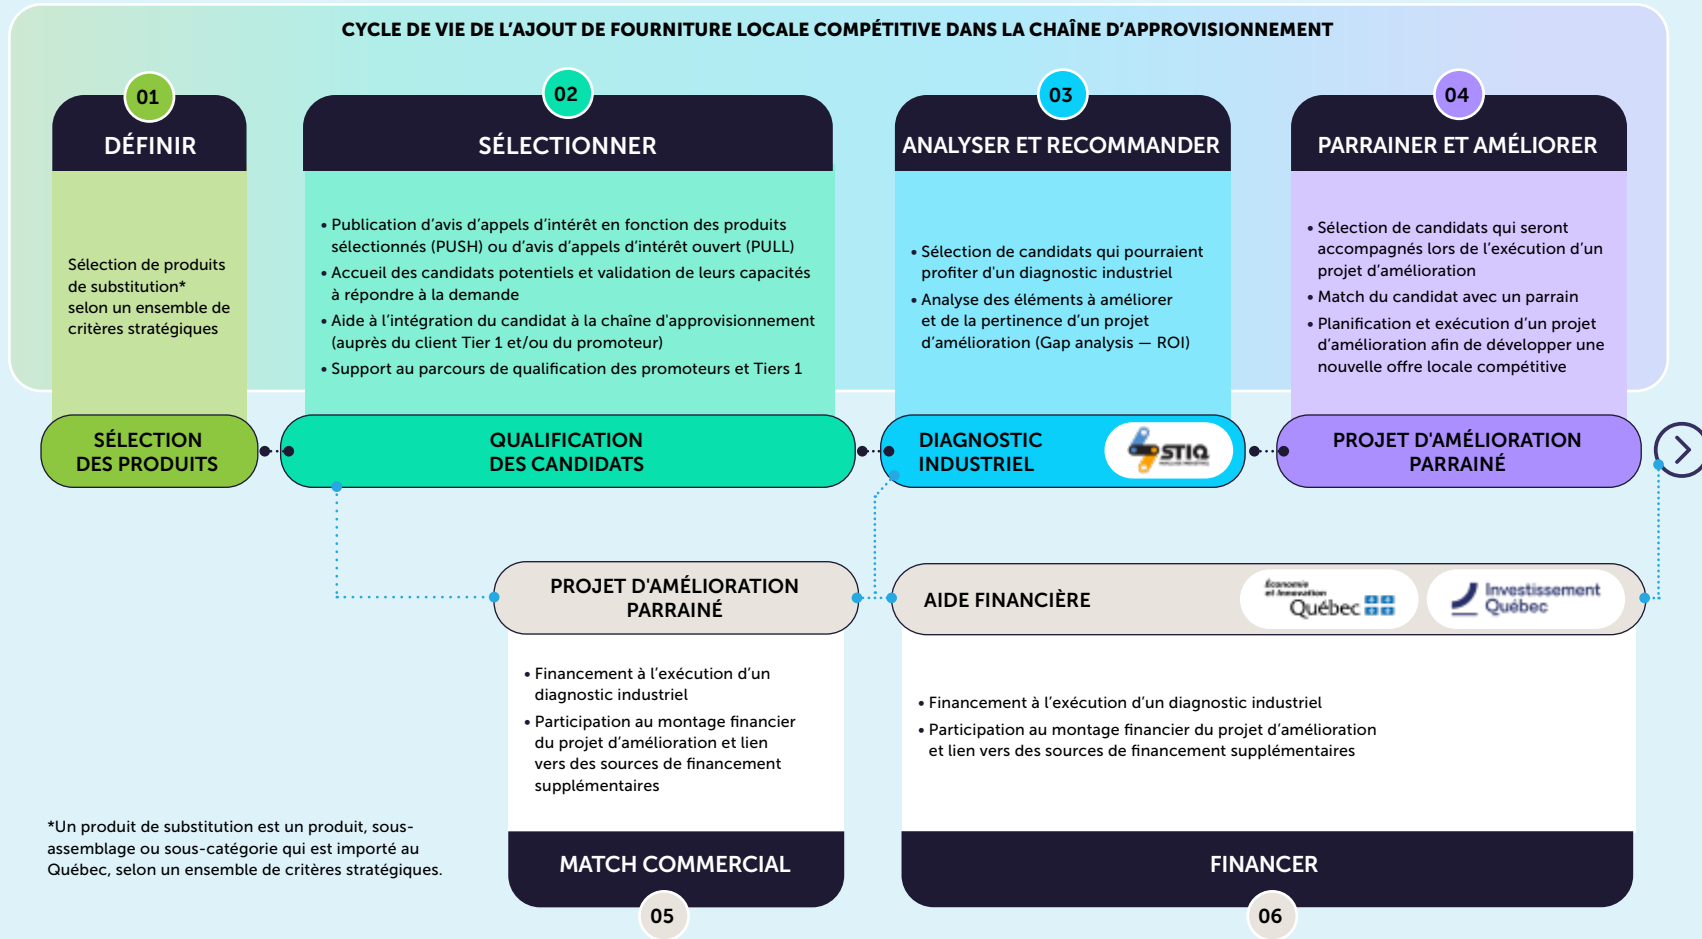 CYCLE DE VIE DE L’AJOUT DE FOURNITURE LOCALE COMPÉTITIVE DANS LA CHAÎNE D’APPROVISIONNEMENT
01
DÉFINIR
Sélection de produits
de substitution*
selon un ensemble de
critères stratégiques
SÉLECTION
DES PRODUITS
02
SÉLECTIONNER
• Publication d’avis d’appels d’intérêt en fonction des produits
sélectionnés (PUSH) ou d’avis d’appels d’intérêt ouvert (PULL)
• Accueil des candidats potentiels et validation de leurs capacités
à répondre à la demande
• Aide à l’intégration du candidat à la chaîne d'approvisionnement
(auprès du client Tier 1 et/ou du promoteur)
• Support au parcours de qualification des promoteurs et Tiers 1
QUALIFICATION
DES CANDIDATS
03
ANALYSER ET RECOMMANDER
• Sélection de candidats qui pourraient
profiter d'un diagnostic industriel
• Analyse des éléments à améliorer
et de la pertinence d’un projet
d’amélioration (Gap analysis — ROI)
DIAGNOSTIC
INDUSTRIEL
STIQ
04
PARRAINER ET AMÉLIORER
• Sélection de candidats qui seront
accompagnés lors de l’exécution d’un
projet d’amélioration
• Match du candidat avec un parrain
• Planification et exécution d’un projet
d’amélioration afin de développer une
nouvelle offre locale compétitive
PROJET D'AMÉLIORATION
PARRAINÉ
PROJET D'AMÉLIORATION
PARRAINÉ
• Financement à l’exécution d’un
diagnostic industriel
• Participation au montage financier
du projet d’amélioration et lien
vers des sources de financement
supplémentaires
MATCH COMMERCIAL
05
AIDE FINANCIÈRE
Économie
et Innovation
Québec
Investissement
Québec
• Financement à l’exécution d’un diagnostic industriel
• Participation au montage financier du projet d’amélioration
et lien vers des sources de financement supplémentaires
FINANCER
06
*Un produit de substitution est un produit, sous-
assemblage ou sous-catégorie qui est importé au
Québec, selon un ensemble de critères stratégiques.